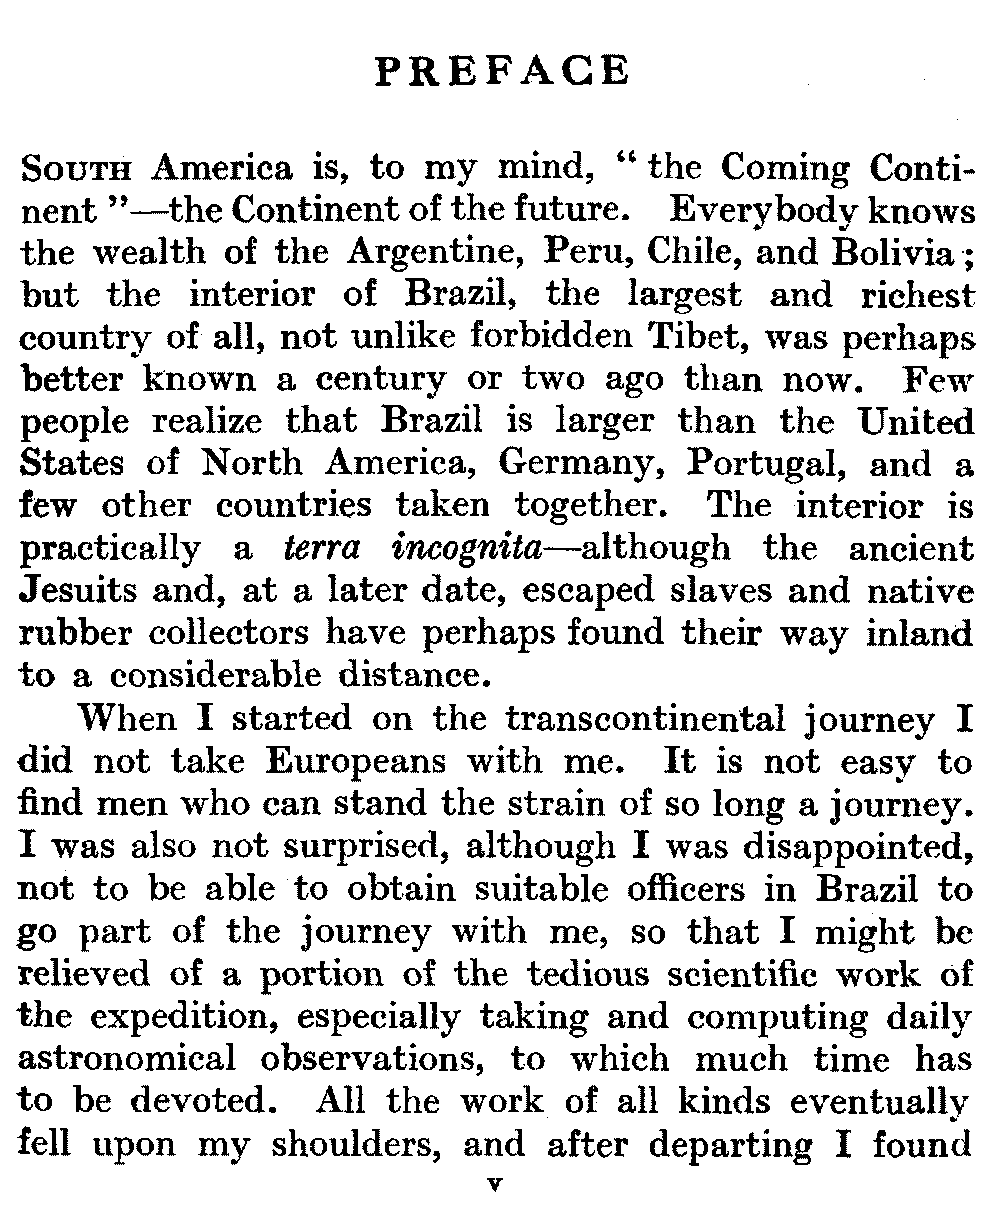 PREFACE
South America is, to my mind, “ the Coming Conti-
nent ”—the Continent of the future. Everybody knows
the wealth of the Argentine, Peru, Chile, and Bolivia ;
but the interior of Brazil, the largest and richest
country of all, not unlike forbidden Tibet, was perhaps
better known a century or two ago than now. Few
people realize that Brazil is larger than the United
States of North America, Germany, Portugal, and a
few other countries taken together. The interior is
practically a terra incognita—although the ancient
Jesuits and, at a later date, escaped slaves and native
rubber collectors have perhaps found their way inland
to a considerable distance.
When I started on the transcontinental journey I
did not take Europeans with me. It is not easy to
find men who can stand the strain of so long a journey.
I was also not surprised, although I was disappointed,
not to be able to obtain suitable officers in Brazil to
go part of the journey with me, so that I might be
relieved of a portion of the tedious scientific work of
the expedition, especially taking and computing daily
astronomical observations, to which much time has
to be devoted. All the work of all kinds eventually
fell upon my shoulders, and after departing I found
v